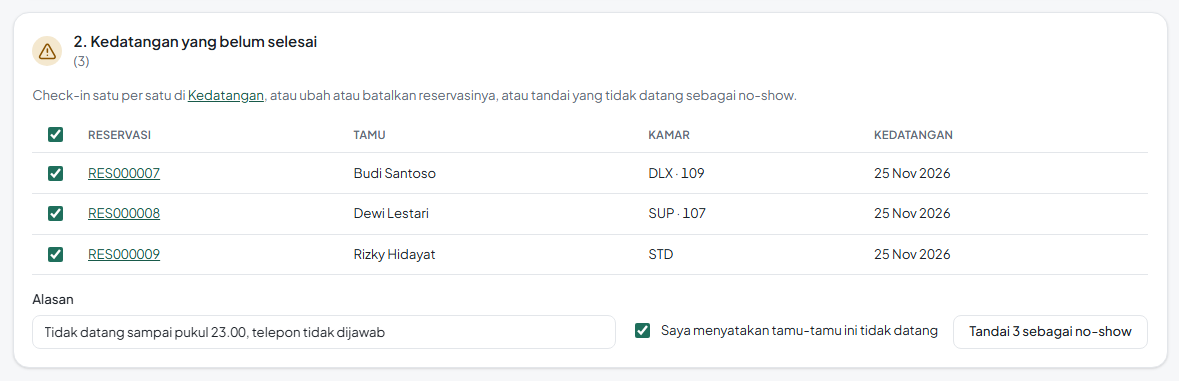 2. Kedatangan yang belum selesai
(3)
Check-in satu per satu di Kedatangan, atau ubah atau batalkan reservasinya, atau tandai yang tidak datang sebagai no-show.
RESERVASI TAMU KAMAR KEDATANGAN
RES000007 Budi Santoso DLX · 109 25 Nov 2026
RES000008 Dewi Lestari SUP · 107 25 Nov 2026
RES000009 Rizky Hidayat STD 25 Nov 2026
Alasan
Tidak datang sampai pukul 23.00, telepon tidak dijawab Saya menyatakan tamu-tamu ini tidak datang Tandai 3 sebagai no-show